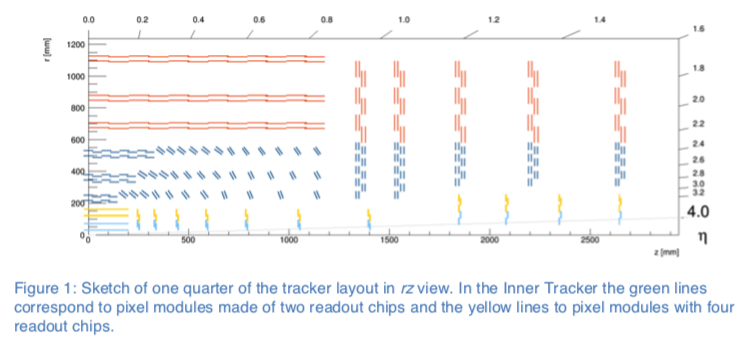 0.0 0.2 0.4 0.6 0.8 1.0 1.2 1.4 1.6
r [mm]
1200
1000
800
600
400
200
0
1.8
2.0
2.2
2.4
2.6
2.8
3.0
3.2
4.0
η
0 500 1000 1500 2000 2500
z [mm]
Figure 1: Sketch of one quarter of the tracker layout in rz view. In the Inner Tracker the green lines
correspond to pixel modules made of two readout chips and the yellow lines to pixel modules with four
readout chips.